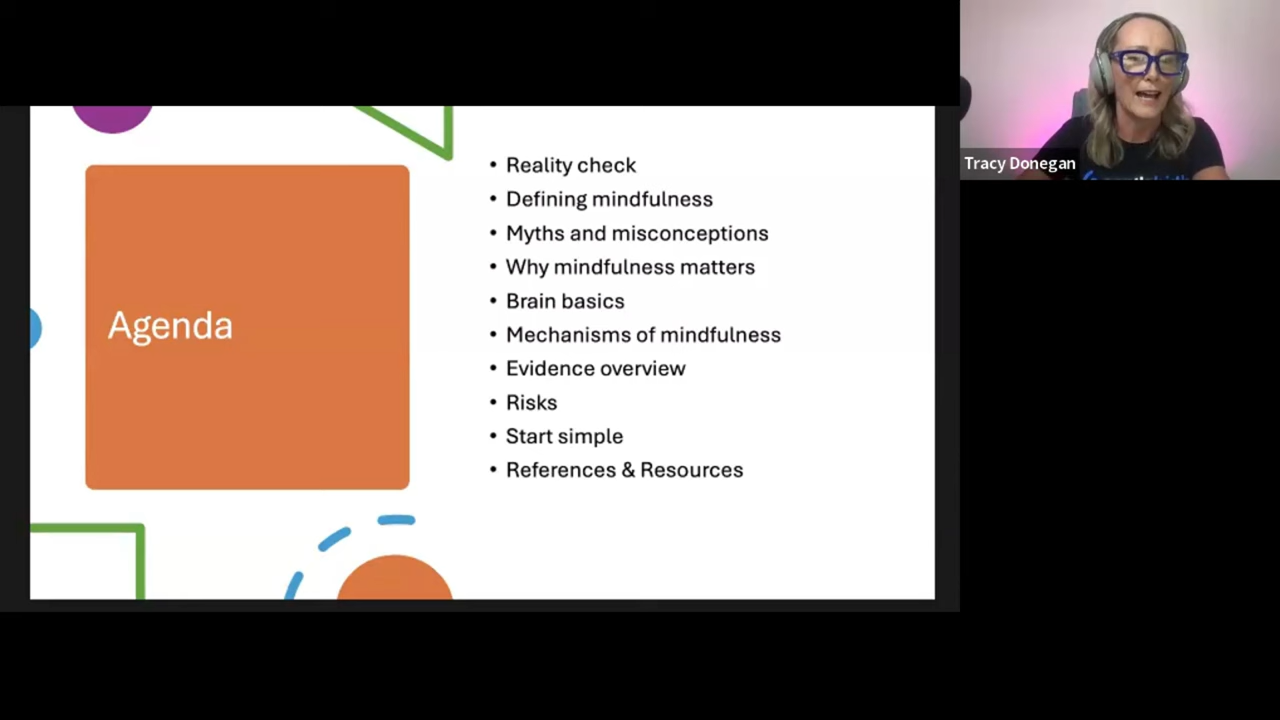 Tracy Donegan
Agenda
• Reality check
• Defining mindfulness
• Myths and misconceptions
• Why mindfulness matters
• Brain basics
• Mechanisms of mindfulness
• Evidence overview
• Risks
• Start simple
• References & Resources